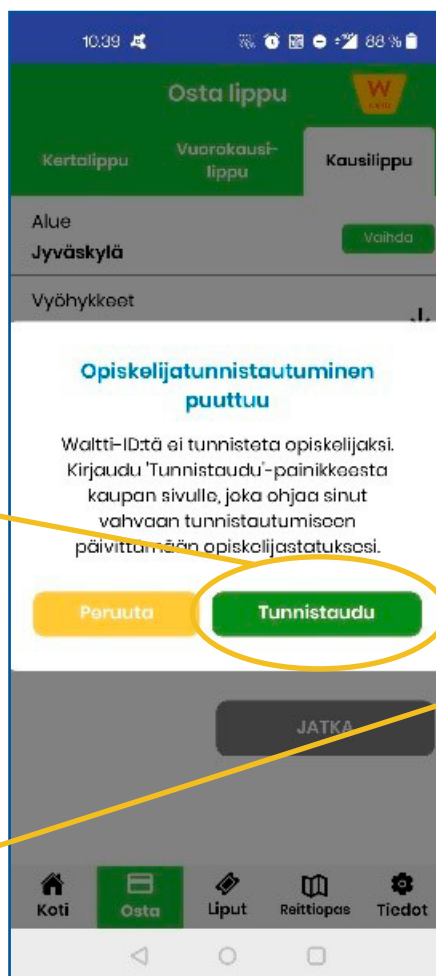 10.39
88 %
Osta lippu
W
Kertalippu
Vuorokausi-
lippu
Kausilippu
Alue
Jyväskylä
Vaihda
Vyöhykkeet
Opiskelijatunnistautuminen
puuttuu
Waltti-ID:tä ei tunnisteta opiskelijaksi.
Kirjaudu 'Tunnistaudu'-painikkeesta
kaupan sivulle, joka ohjaa sinut
vahvaan tunnistautumiseen
päivittämään opiskelijastatuksesi.
Peruuta
Tunnistaudu
JATKA
Koti
Osta
Liput
Reittiopas
Tiedot